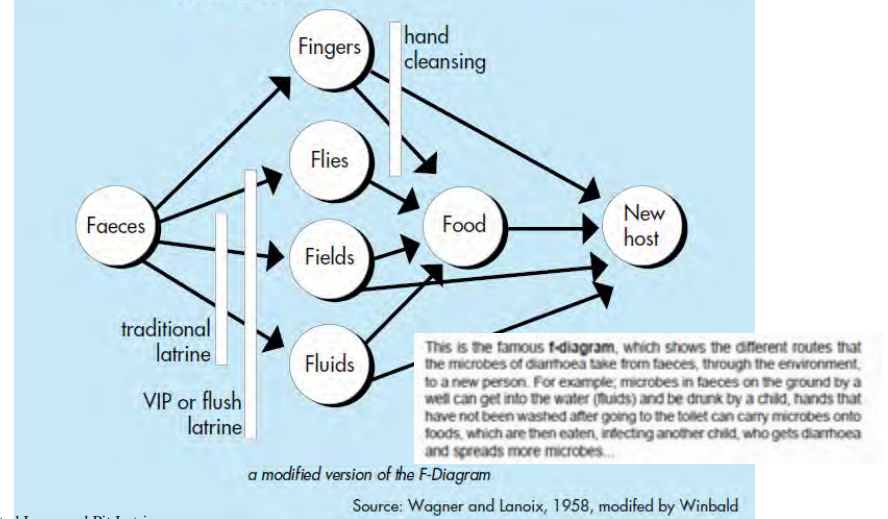 Fingers
hand
cleansing
Flies
Faeces
Food
New
host
Fields
traditional
latrine
Fluids
VIP or flush
latrine
This is the famous f-diagram, which shows the different routes that
the microbes of diarrhoea take from faeces, through the environment,
to a new person. For example; microbes in faeces on the ground by a
well can get into the water (fluids) and be drunk by a child, hands that
have not been washed after going to the toilet can carry microbes onto
foods, which are then eaten, infecting another child, who gets diarrhoea
and spreads more microbes...
a modified version of the F-Diagram
Source: Wagner and Lanoix, 1958, modifed by Winbald